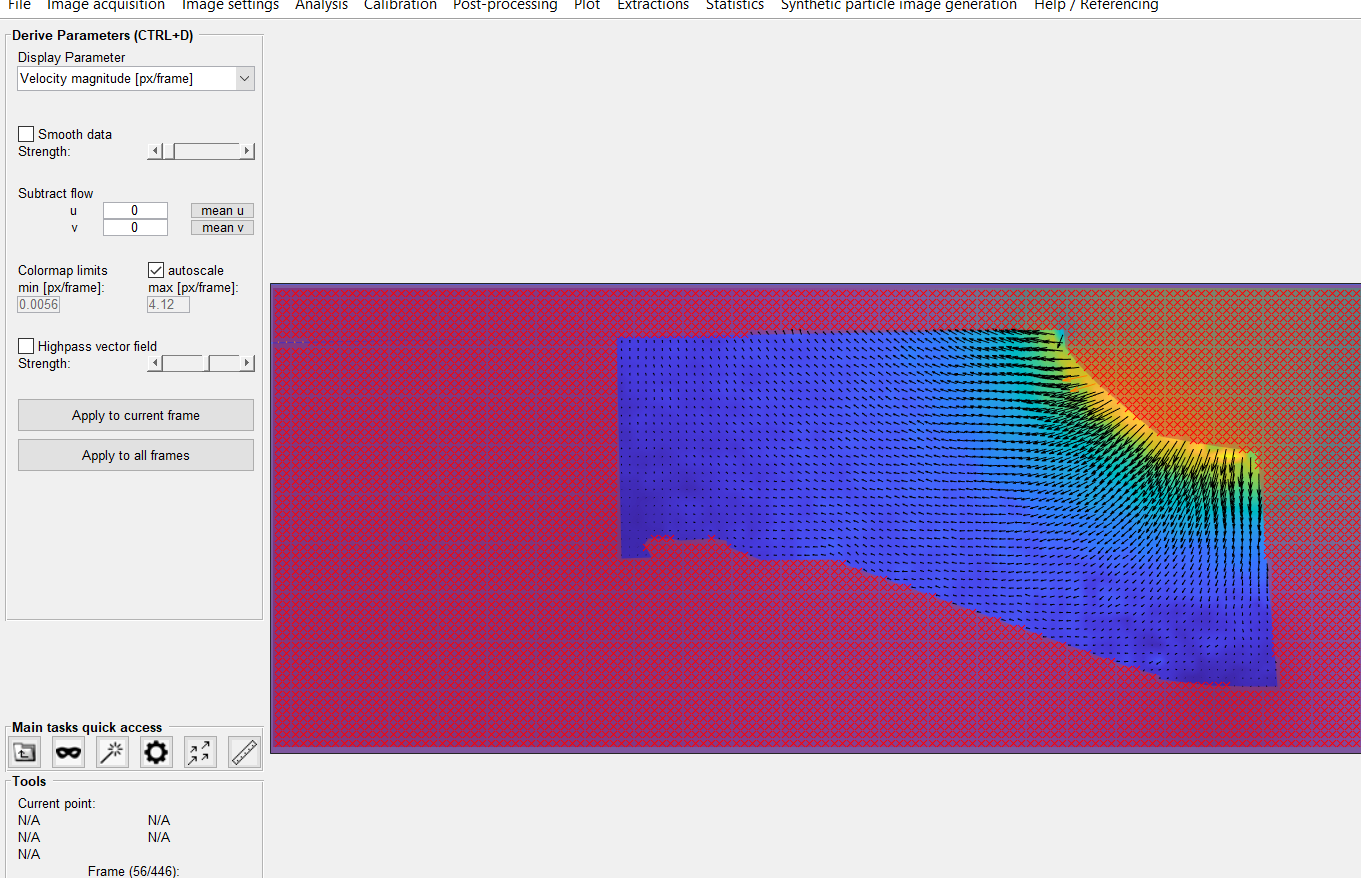 File Image acquisition Image settings Analysis Calibration Post-processing Plot Extractions Statistics Synthetic particle image generation Help / Referencing
Derive Parameters (CTRL+D)
Display Parameter
Velocity magnitude [px/frame]
Smooth data
Strength:
Subtract flow
u 0 mean u
v 0 mean v
Colormap limits autoscale
min [px/frame]: max [px/frame]:
0.0056 4.12
Highpass vector field
Strength:
Apply to current frame
Apply to all frames
Main tasks quick access
Tools
Current point:
N/A N/A
N/A N/A
N/A
Frame (56/446):